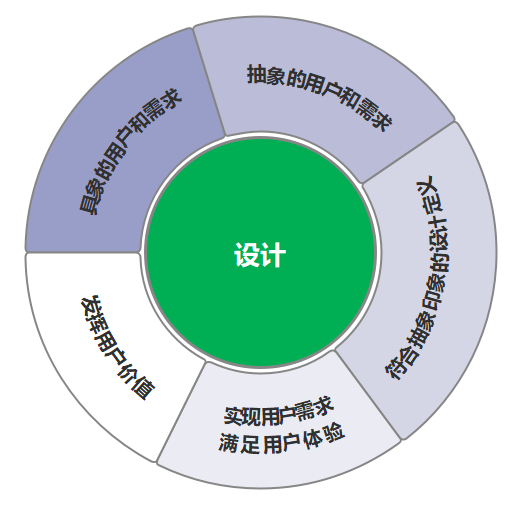 具象的用户和需求
抽象的用户和需求
符合抽象印象的设计定义
实现用户需求
满足用户体验
发挥用户价值
设计